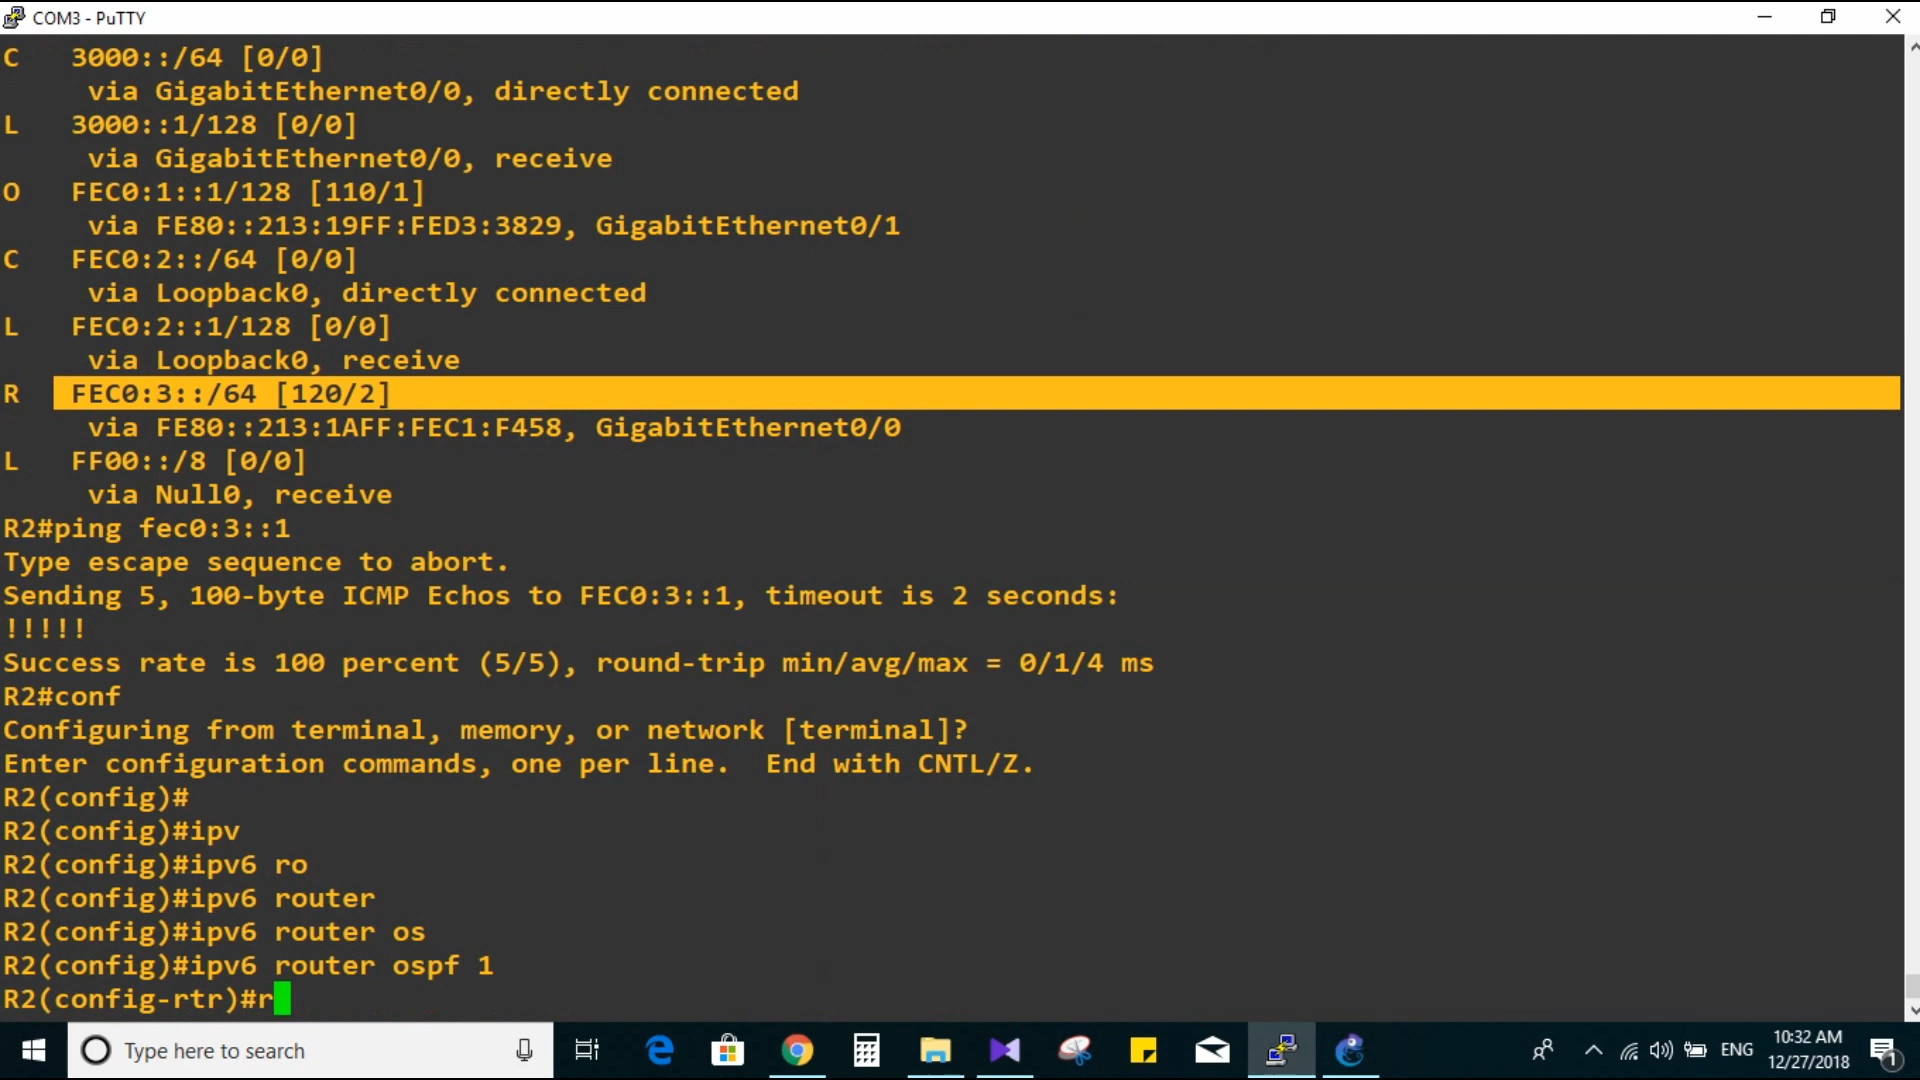 COM3 - PuTTY
C   3000::/64 [0/0]
     via GigabitEthernet0/0, directly connected
L   3000::1/128 [0/0]
     via GigabitEthernet0/0, receive
O   FEC0:1::1/128 [110/1]
     via FE80::213:19FF:FED3:3829, GigabitEthernet0/1
C   FEC0:2::/64 [0/0]
     via Loopback0, directly connected
L   FEC0:2::1/128 [0/0]
     via Loopback0, receive
R   FEC0:3::/64 [120/2]
     via FE80::213:1AFF:FEC1:F458, GigabitEthernet0/0
L   FF00::/8 [0/0]
     via Null0, receive
R2#ping fec0:3::1
Type escape sequence to abort.
Sending 5, 100-byte ICMP Echos to FEC0:3::1, timeout is 2 seconds:
!!!!!
Success rate is 100 percent (5/5), round-trip min/avg/max = 0/1/4 ms
R2#conf
Configuring from terminal, memory, or network [terminal]?
Enter configuration commands, one per line.  End with CNTL/Z.
R2(config)#
R2(config)#ipv
R2(config)#ipv6 ro
R2(config)#ipv6 router
R2(config)#ipv6 router os
R2(config)#ipv6 router ospf 1
R2(config-rtr)#r
Type here to search
ENG
10:32 AM
12/27/2018
1